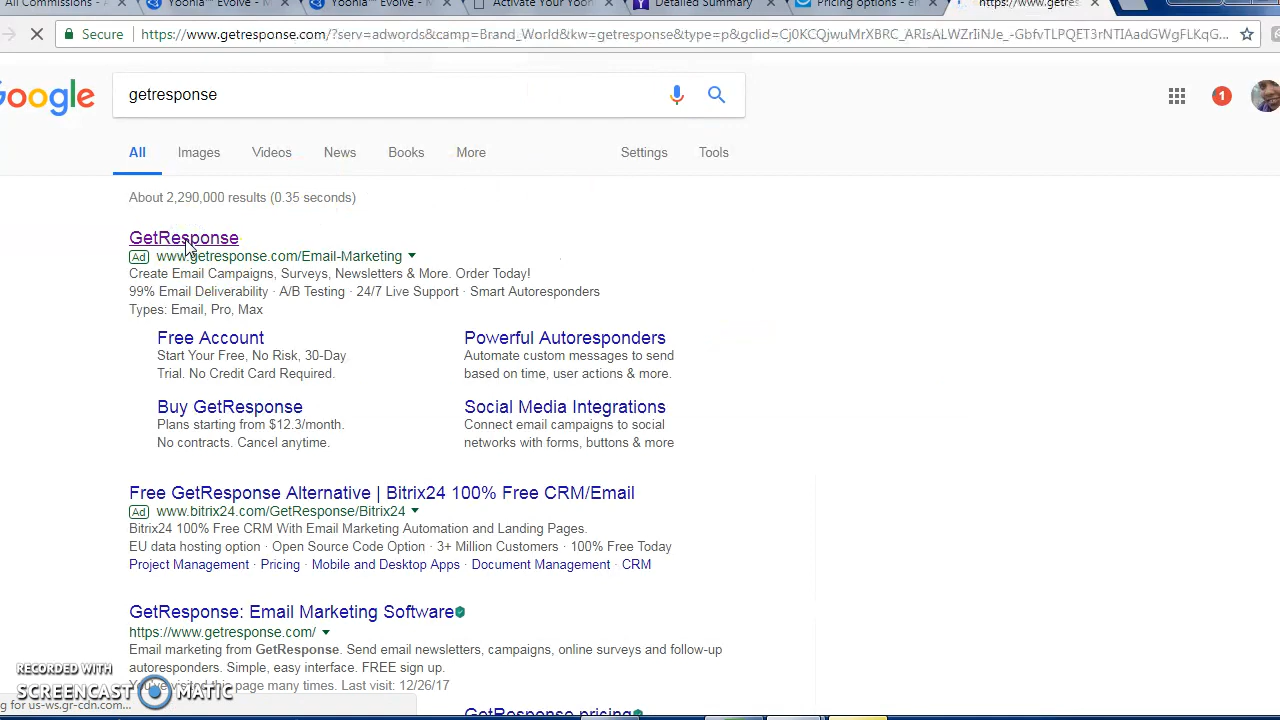 All Commissions - A
Yoonla™ Evolve - M
Yoonla™ Evolve - M
Activate Your Yoon
Detailed Summary
Pricing options - e
https://www.getres
Secure
https://www.getresponse.com/?serv=adwords&camp=Brand_World&kw=getresponse&type=p&gclid=
Google
getresponse
1
All
Images
Videos
News
Books
More
Settings
Tools
About 2,290,000 results (0.35 seconds)
GetResponse
Ad www.getresponse.com/Email-Marketing
Create Email Campaigns, Surveys, Newsletters & More. Order Today!
99% Email Deliverability · A/B Testing · 24/7 Live Support · Smart Autoresponders
Types: Email, Pro, Max
Free Account
Start Your Free, No Risk, 30-Day
Trial. No Credit Card Required.
Powerful Autoresponders
Automate custom messages to send
based on time, user actions & more.
Buy GetResponse
Plans starting from $12.3/month.
No contracts. Cancel anytime.
Social Media Integrations
Connect email campaigns to social
networks with forms, buttons & more
Free GetResponse Alternative | Bitrix24 100% Free CRM/Email
Ad www.bitrix24.com/GetResponse/Bitrix24
Bitrix24 100% Free CRM With Email Marketing Automation and Landing Pages.
EU data hosting option · Open Source Code Option · 3+ Million Customers · 100% Free Today
Project Management · Pricing · Mobile and Desktop Apps · Document Management · CRM
GetResponse: Email Marketing Software
https://www.getresponse.com/
Email marketing from GetResponse. Send email newsletters, campaigns, online surveys and follow-up
autoresponders. Simple, easy interface. FREE sign up.
You've visited this page many times. Last visit: 12/26/17
RECORDED WITH
SCREENCAST MATIC
g for us-ws.gr-cdn.com...
GetResponse pricing